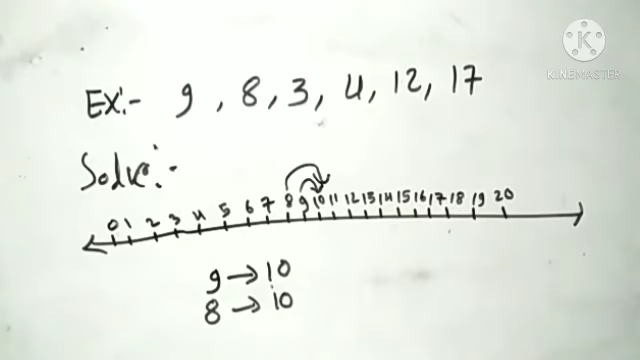 KINEMASTER
Ex:- 9, 8, 3, 4, 12, 17
Solve:-
0 1 2 3 4 5 6 7 8 9 10 11 12 13 14 15 16 17 18 19 20
9 → 10
8 → 10